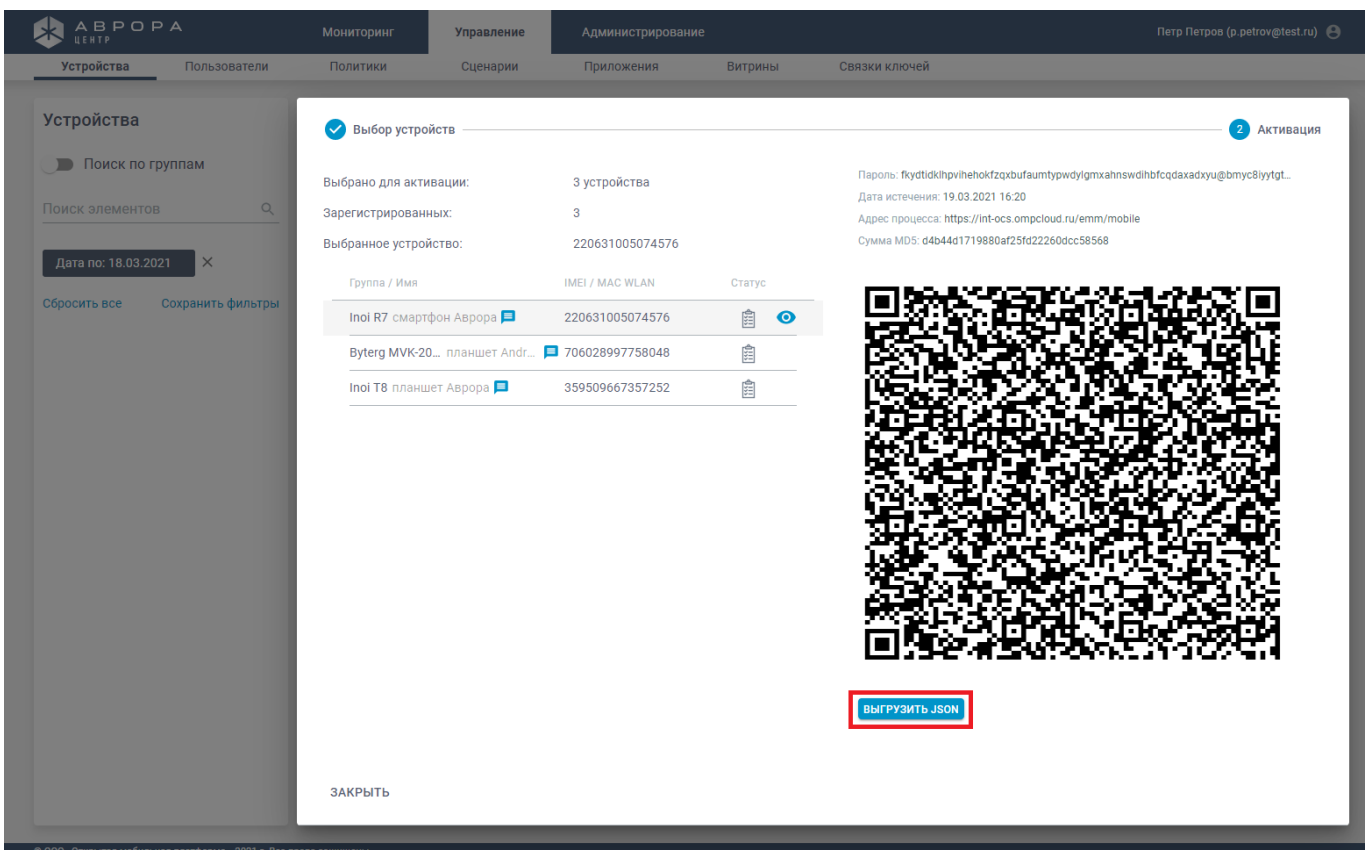 АВРОРА
ЦЕНТР
Мониторинг Управление Администрирование Петр Петров (p.petrov@test.ru)
Устройства Пользователи Политики Сценарии Приложения Витрины Связки ключей
Устройства
Поиск по группам
Поиск элементов
Дата по: 18.03.2021
Сбросить все Сохранить фильтры
Выбор устройств 2 Активация
Выбрано для активации: 3 устройства
Зарегистрированных: 3
Выбранное устройство: 220631005074576
Пароль: fkydtidklhpvihehokfzqxbufaumtypwdylgmxahnswdihbfcqdaxadxyu@bmyc8iyytgt...
Дата истечения: 19.03.2021 16:20
Адрес процесса: https://int-ocs.ompcloud.ru/emm/mobile
Сумма MD5: d4b44d1719880af25fd22260dcc58568
Группа / Имя IMEI / MAC WLAN Статус
Inoi R7 смартфон Аврора 220631005074576
Byterg MVK-20... планшет Andr... 706028997758048
Inoi T8 планшет Аврора 359509667357252
ВЫГРУЗИТЬ JSON
ЗАКРЫТЬ